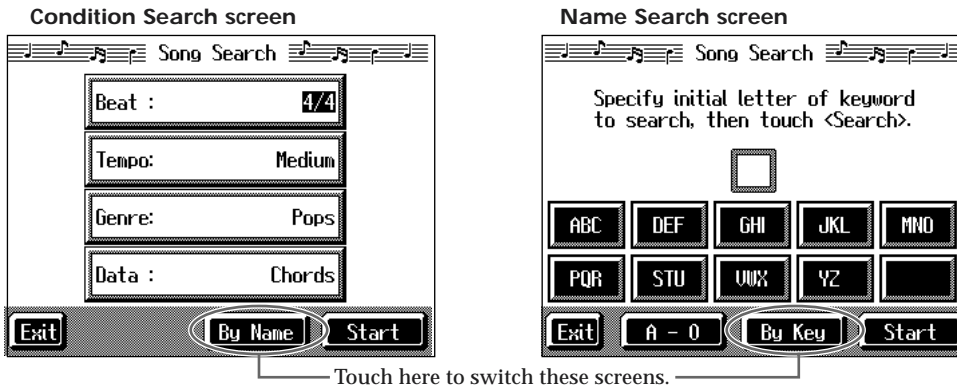 Condition Search screen
Song Search
Beat : 4/4
Tempo: Medium
Genre: Pops
Data : Chords
Exit By Name Start
Name Search screen
Song Search
Specify initial letter of keyword
to search, then touch <Search>.
ABC DEF GHI JKL MNO
PQR STU VWX YZ
Exit A - 0 By Key Start
Touch here to switch these screens.